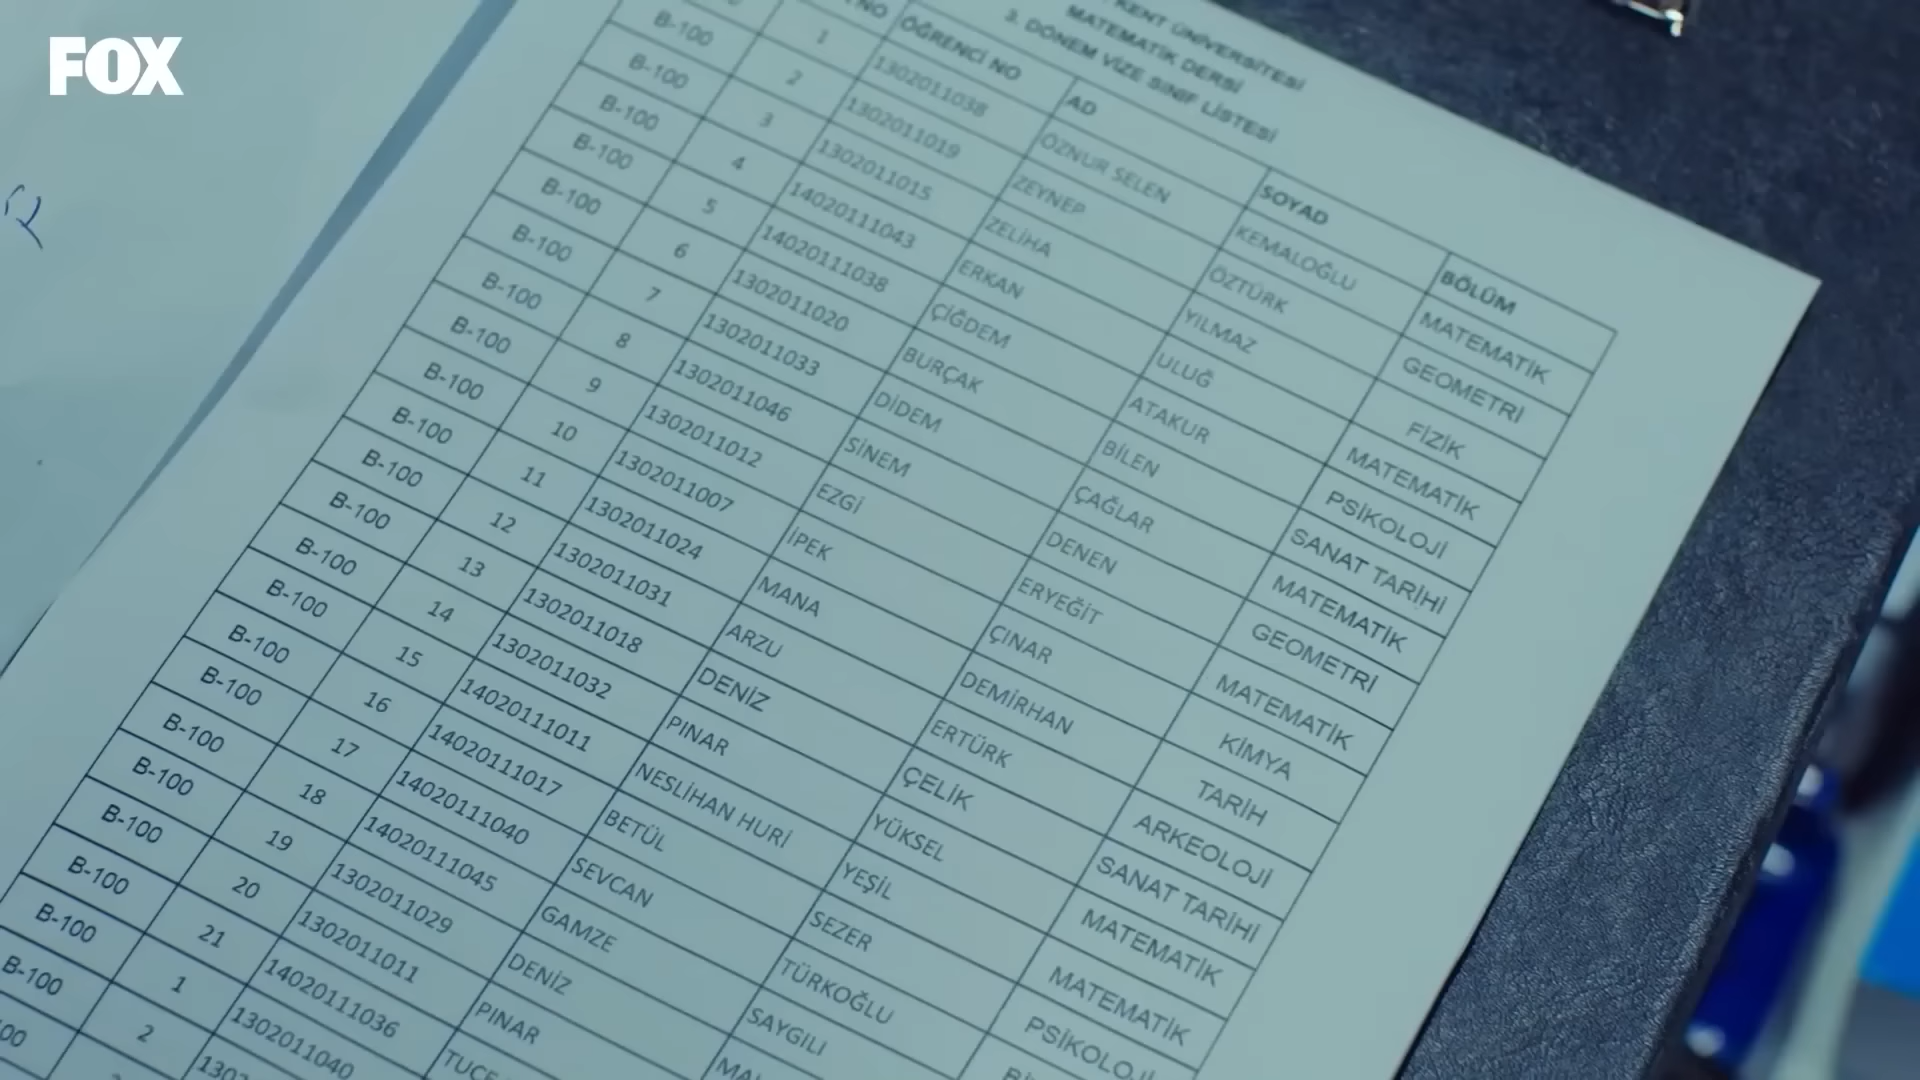 FOX
KENT ÜNİVERSİTESİ
MATEMATİK DERSİ
3. DÖNEM VİZE SINIF LİSTESİ
NO ÖĞRENCİ NO AD SOYAD BÖLÜM
1 1302011038 ÖZNUR SELEN KEMALOĞLU MATEMATİK
B-100 2 1302011019 ZEYNEP ÖZTÜRK GEOMETRİ
B-100 3 1302011015 ZELİHA YILMAZ FİZİK
B-100 4 14020111043 ERKAN ULUĞ MATEMATİK
B-100 5 14020111038 ÇİĞDEM ATAKUR PSİKOLOJİ
B-100 6 1302011020 BURÇAK BİLEN SANAT TARİHİ
B-100 7 1302011033 DİDEM ÇAĞLAR MATEMATİK
B-100 8 1302011046 SİNEM DENEN GEOMETRİ
B-100 9 1302011012 EZGİ ERYEĞİT MATEMATİK
B-100 10 1302011007 İPEK ÇINAR KİMYA
B-100 11 1302011024 MANA DEMİRHAN TARİH
B-100 12 1302011031 ARZU ERTÜRK ARKEOLOJİ
B-100 13 1302011018 DENİZ ÇELİK SANAT TARİHİ
B-100 14 1302011032 PINAR YÜKSEL MATEMATİK
B-100 15 14020111011 NESLİHAN HURİ YEŞİL MATEMATİK
B-100 16 14020111017 BETÜL SEZER PSİKOLOJİ
B-100 17 14020111040 SEVCAN TÜRKOĞLU
B-100 18 14020111045 GAMZE SAYGILI
B-100 19 1302011029 DENİZ
B-100 20 1302011011 PINAR
B-100 21 14020111036
B-100 1 1302011040
B-100 2